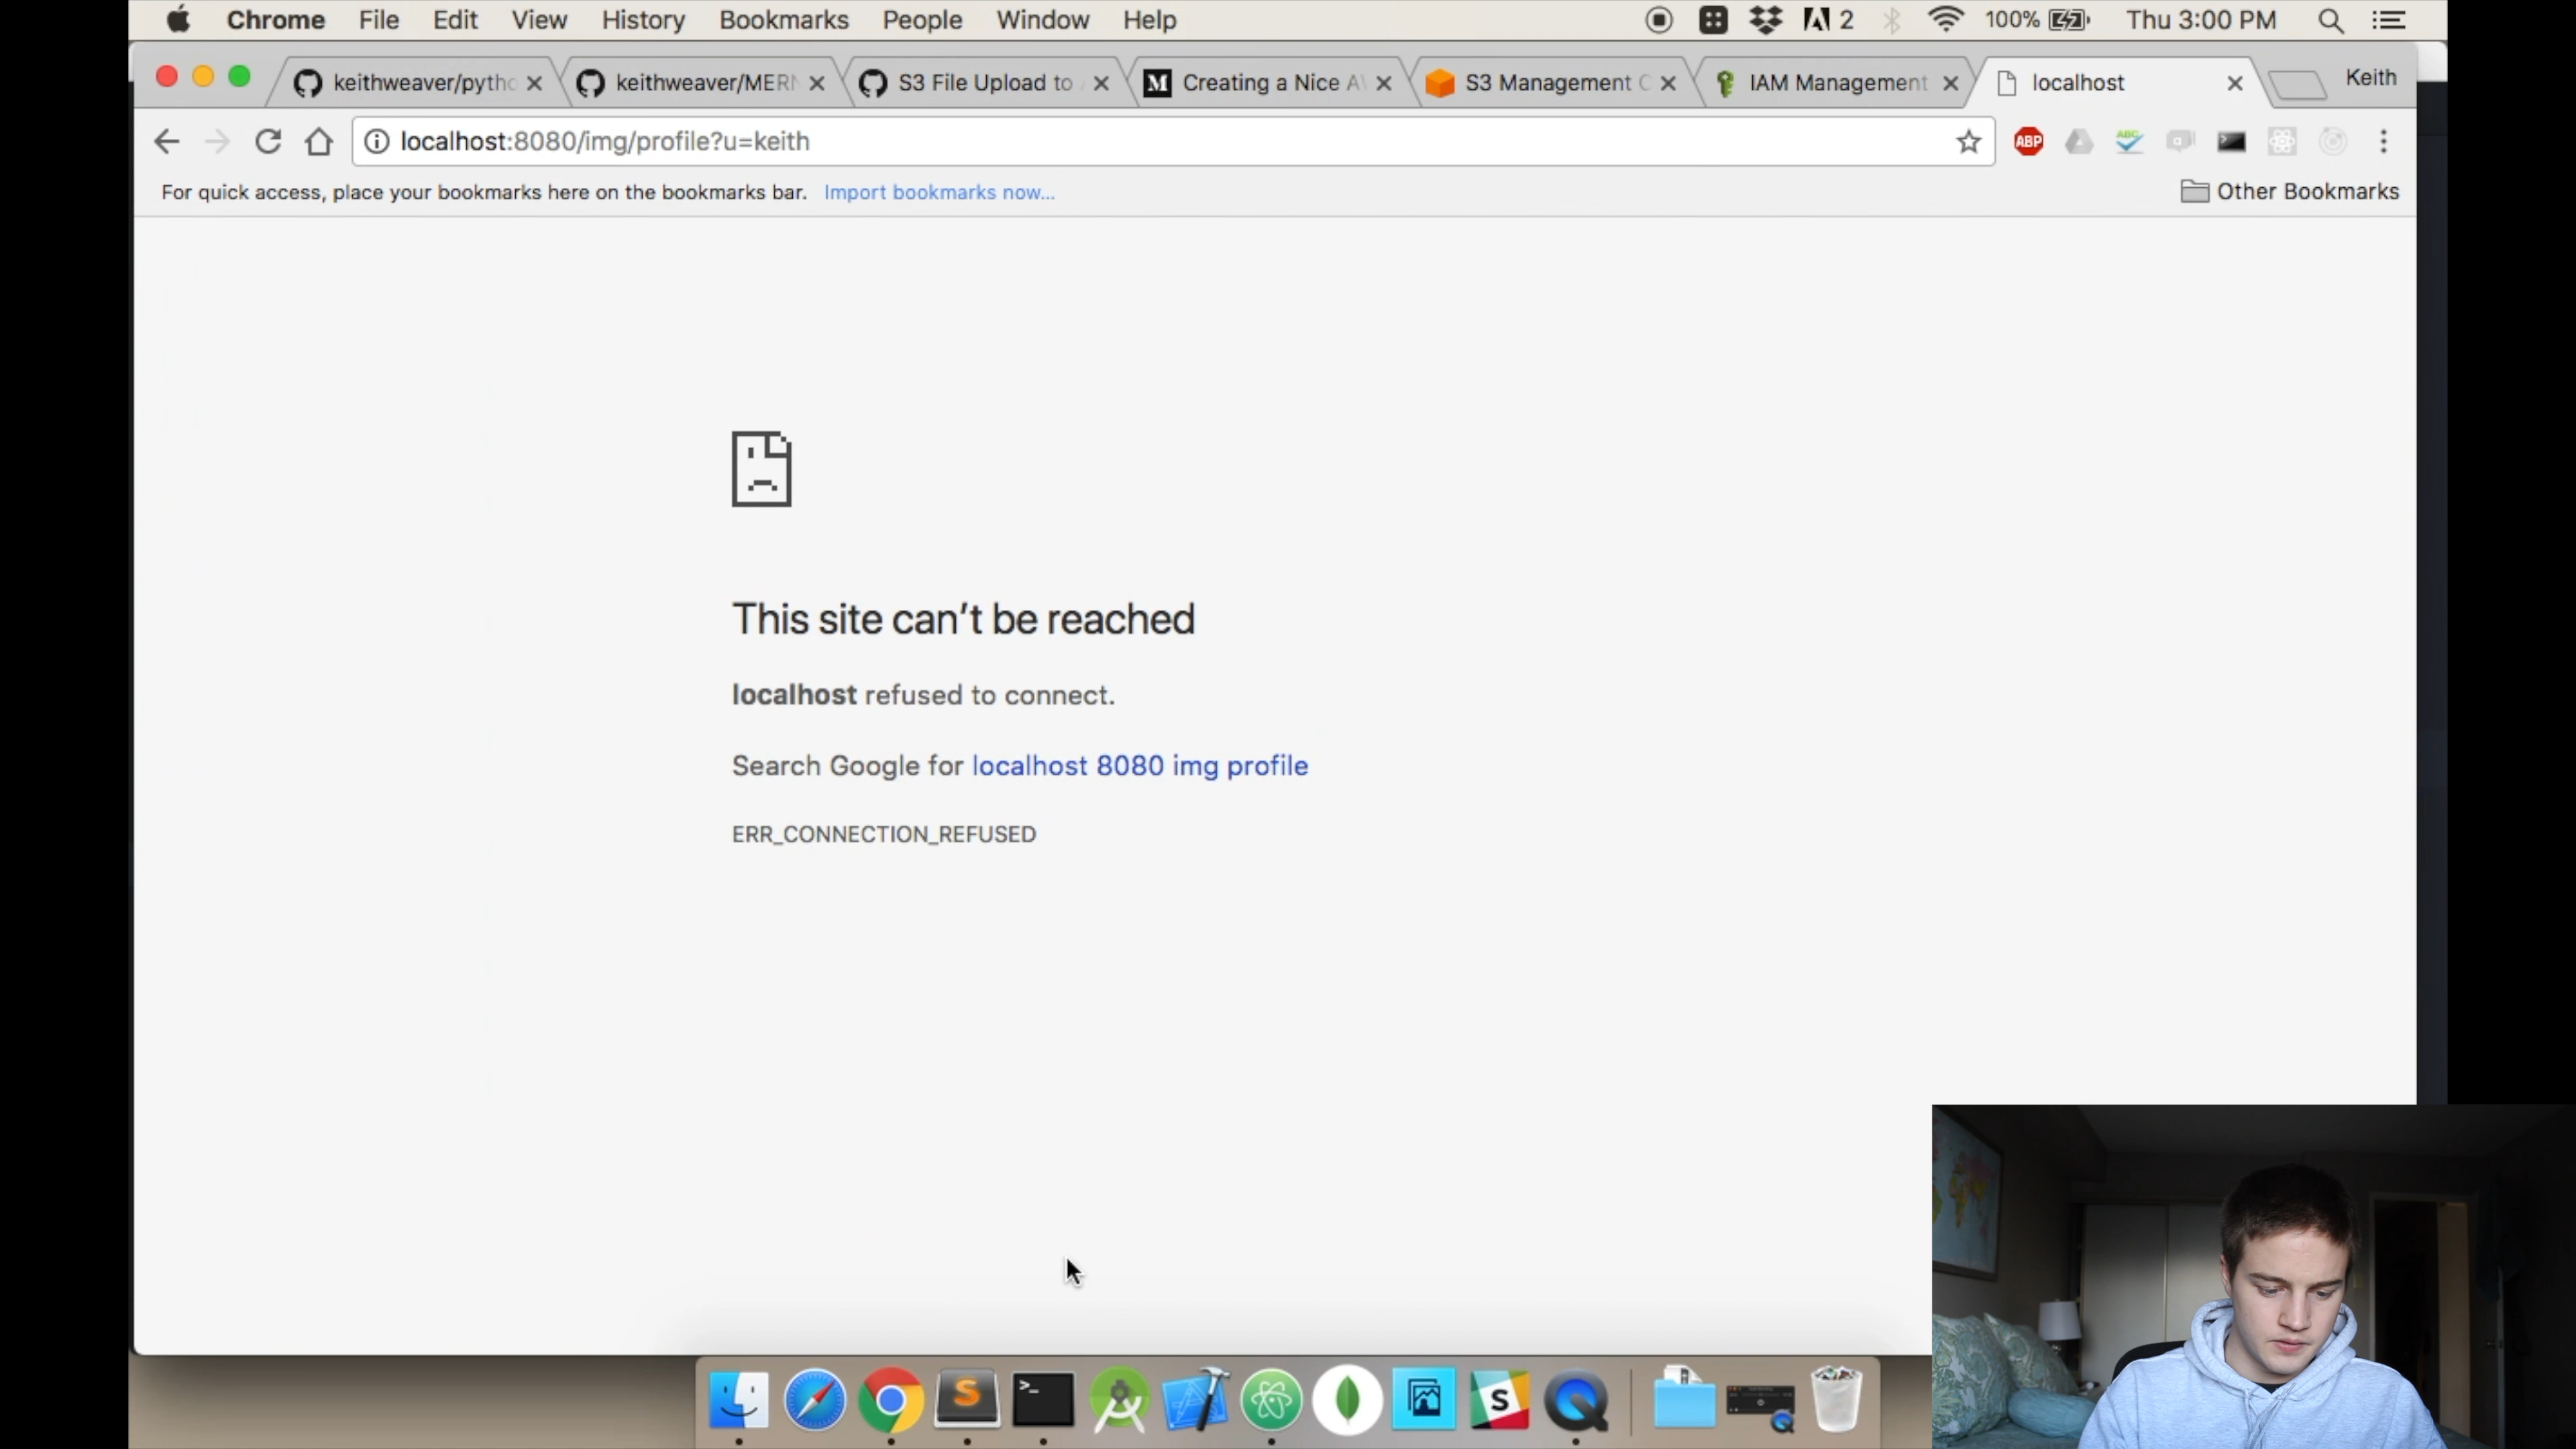 Chrome File Edit View History Bookmarks People Window Help 2 100% Thu 3:00 PM
keithweaver/pytho keithweaver/MERN S3 File Upload to M Creating a Nice AV S3 Management C IAM Management localhost Keith
localhost:8080/img/profile?u=keith ABP ABC
For quick access, place your bookmarks here on the bookmarks bar. Import bookmarks now... Other Bookmarks
This site can't be reached
localhost refused to connect.
Search Google for localhost 8080 img profile
ERR_CONNECTION_REFUSED
S >_ S